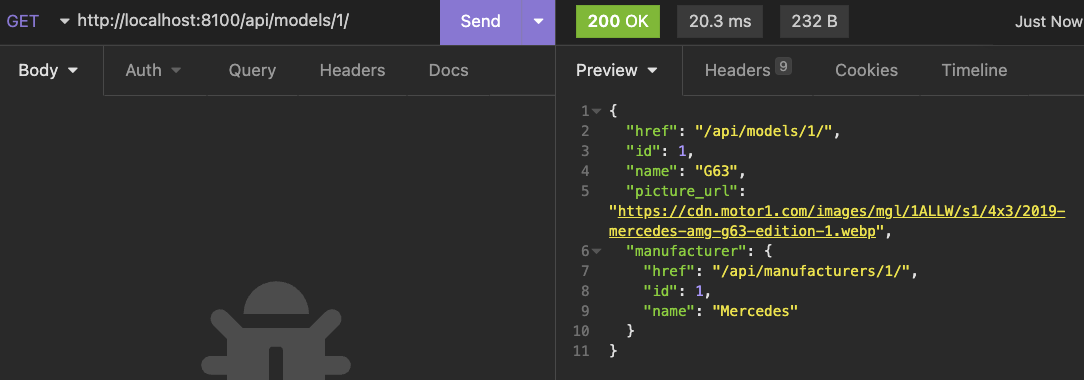 GET http://localhost:8100/api/models/1/ Send 200 OK 20.3 ms 232 B Just Now
Body Auth Query Headers Docs Preview Headers 9 Cookies Timeline
1 {
2 "href": "/api/models/1/",
3 "id": 1,
4 "name": "G63",
5 "picture_url":
"https://cdn.motor1.com/images/mgl/1ALLW/s1/4x3/2019-
mercedes-amg-g63-edition-1.webp",
6 "manufacturer": {
7 "href": "/api/manufacturers/1/",
8 "id": 1,
9 "name": "Mercedes"
10 }
11 }